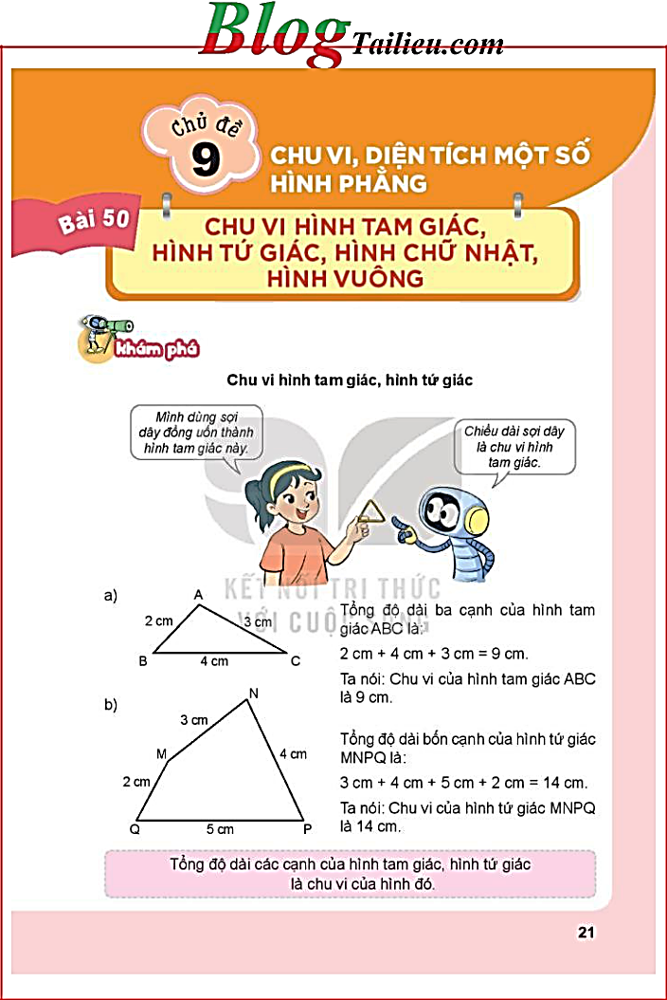 BlogTailieu.com
Chủ đề
9
CHU VI, DIỆN TÍCH MỘT SỐ
HÌNH PHẲNG
Bài 50
CHU VI HÌNH TAM GIÁC,
HÌNH TỨ GIÁC, HÌNH CHỮ NHẬT,
HÌNH VUÔNG
Khám phá
Chu vi hình tam giác, hình tứ giác
Mình dùng sợi
dây đồng uốn thành
hình tam giác này.
Chiều dài sợi dây
là chu vi hình
tam giác.
KẾT NỐI TRI THỨC
VỚI CUỘC SỐNG
a)
A
2 cm
3 cm
B
4 cm
C
Tổng độ dài ba cạnh của hình tam
giác ABC là:
2 cm + 4 cm + 3 cm = 9 cm.
Ta nói: Chu vi của hình tam giác ABC
là 9 cm.
b)
N
3 cm
M
4 cm
2 cm
Q
5 cm
P
Tổng độ dài bốn cạnh của hình tứ giác
MNPQ là:
3 cm + 4 cm + 5 cm + 2 cm = 14 cm.
Ta nói: Chu vi của hình tứ giác MNPQ
là 14 cm.
Tổng độ dài các cạnh của hình tam giác, hình tứ giác
là chu vi của hình đó.
21